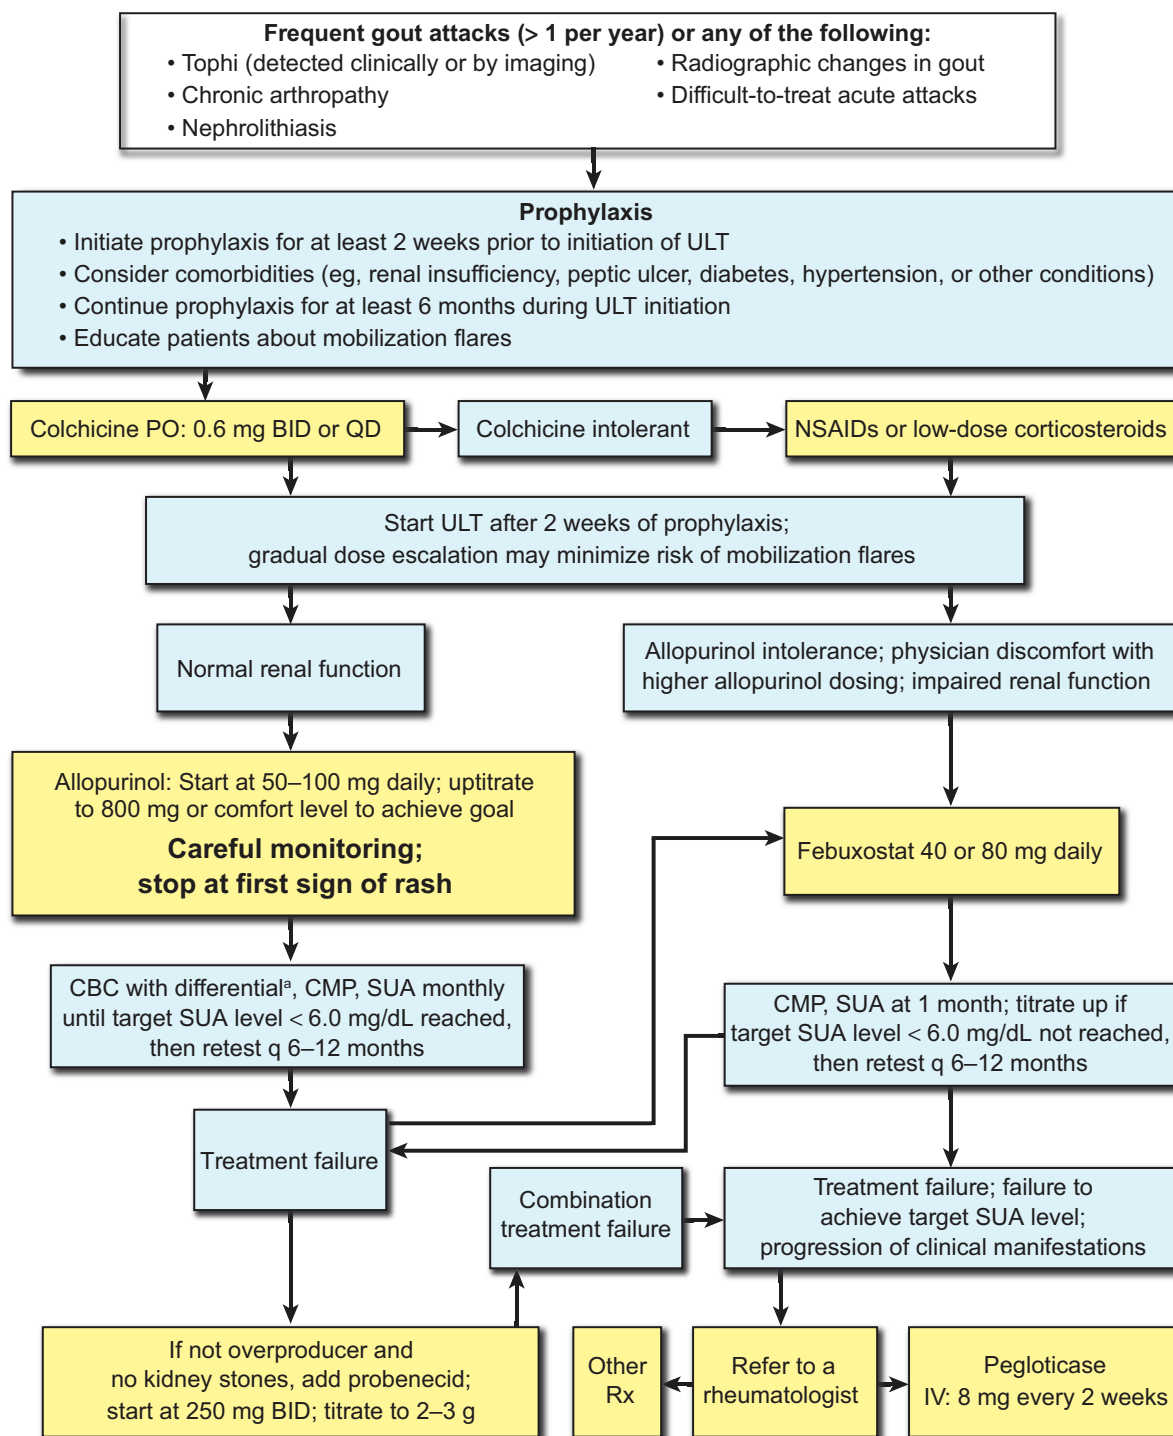 Frequent gout attacks (> 1 per year) or any of the following:
• Tophi (detected clinically or by imaging)
• Chronic arthropathy
• Nephrolithiasis
• Radiographic changes in gout
• Difficult-to-treat acute attacks
Prophylaxis
• Initiate prophylaxis for at least 2 weeks prior to initiation of ULT
• Consider comorbidities (eg, renal insufficiency, peptic ulcer, diabetes, hypertension, or other conditions)
• Continue prophylaxis for at least 6 months during ULT initiation
• Educate patients about mobilization flares
Colchicine PO: 0.6 mg BID or QD
Colchicine intolerant
NSAIDs or low-dose corticosteroids
Start ULT after 2 weeks of prophylaxis;
gradual dose escalation may minimize risk of mobilization flares
Normal renal function
Allopurinol intolerance; physician discomfort with
higher allopurinol dosing; impaired renal function
Allopurinol: Start at 50–100 mg daily; uptitrate
to 800 mg or comfort level to achieve goal
Careful monitoring;
stop at first sign of rash
Febuxostat 40 or 80 mg daily
CBC with differentialᵃ, CMP, SUA monthly
until target SUA level < 6.0 mg/dL reached,
then retest q 6–12 months
CMP, SUA at 1 month; titrate up if
target SUA level < 6.0 mg/dL not reached,
then retest q 6–12 months
Treatment failure
Combination
treatment failure
Treatment failure; failure to
achieve target SUA level;
progression of clinical manifestations
If not overproducer and
no kidney stones, add probenecid;
start at 250 mg BID; titrate to 2–3 g
Other
Rx
Refer to a
rheumatologist
Pegloticase
IV: 8 mg every 2 weeks